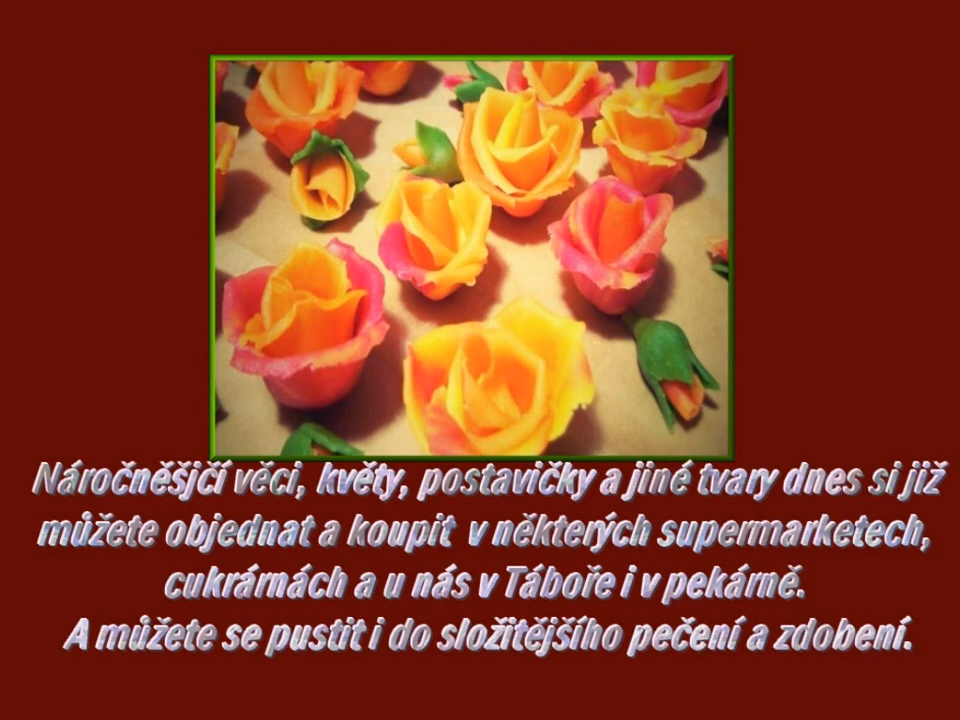 Náročněšjčí věci, květy, postavičky a jiné tvary dnes si již
můžete objednat a koupit v některých supermarketech,
cukrárnách a u nás v Táboře i v pekárně.
A můžete se pustit i do složitějšího pečení a zdobení.